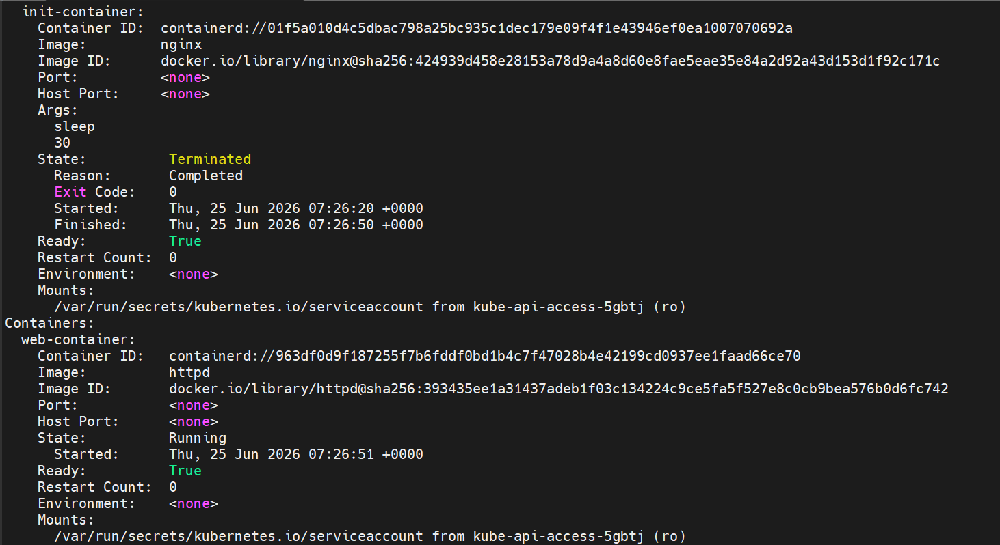 init-container:
Container ID: containerd://01f5a010d4c5dbac798a25bc935c1dec179e09f4f1e43946ef0ea1007070692a
Image: nginx
Image ID: docker.io/library/nginx@sha256:424939d458e28153a78d9a4a8d60e8fae5eae35e84a2d92a43d153d1f92c171c
Port: <none>
Host Port: <none>
Args:
sleep
30
State: Terminated
Reason: Completed
Exit Code: 0
Started: Thu, 25 Jun 2026 07:26:20 +0000
Finished: Thu, 25 Jun 2026 07:26:50 +0000
Ready: True
Restart Count: 0
Environment: <none>
Mounts:
/var/run/secrets/kubernetes.io/serviceaccount from kube-api-access-5gbtj (ro)
Containers:
web-container:
Container ID: containerd://963df0d9f187255f7b6fddf0bd1b4c7f47028b4e42199cd0937ee1faad66ce70
Image: httpd
Image ID: docker.io/library/httpd@sha256:393435ee1a31437adeb1f03c134224c9ce5fa5f527e8c0cb9bea576b0d6fc742
Port: <none>
Host Port: <none>
State: Running
Started: Thu, 25 Jun 2026 07:26:51 +0000
Ready: True
Restart Count: 0
Environment: <none>
Mounts:
/var/run/secrets/kubernetes.io/serviceaccount from kube-api-access-5gbtj (ro)